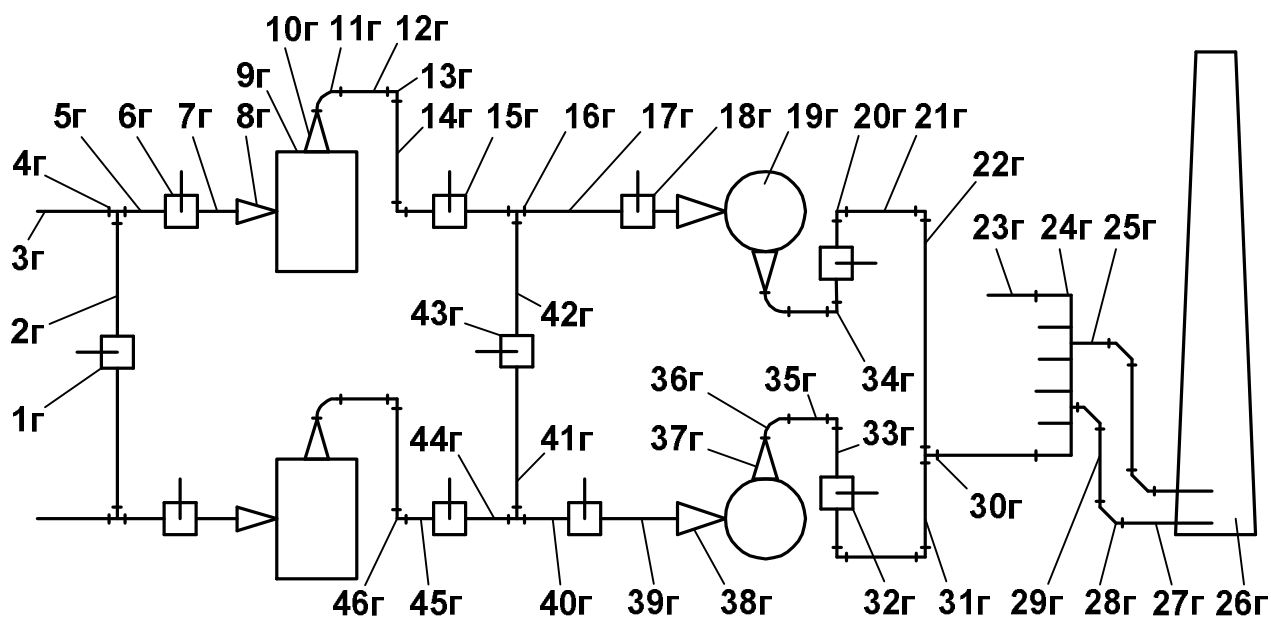 10г 11г 12г
9г 13г
5г 6г 7г 8г 14г 15г 16г 17г 18г 19г 20г 21г
4г 22г
3г 23г 24г 25г
2г 43г 42г
1г 36г 35г 34г
44г 41г 37г 33г
30г
46г 45г 40г 39г 38г 32г 31г 29г 28г 27г 26г